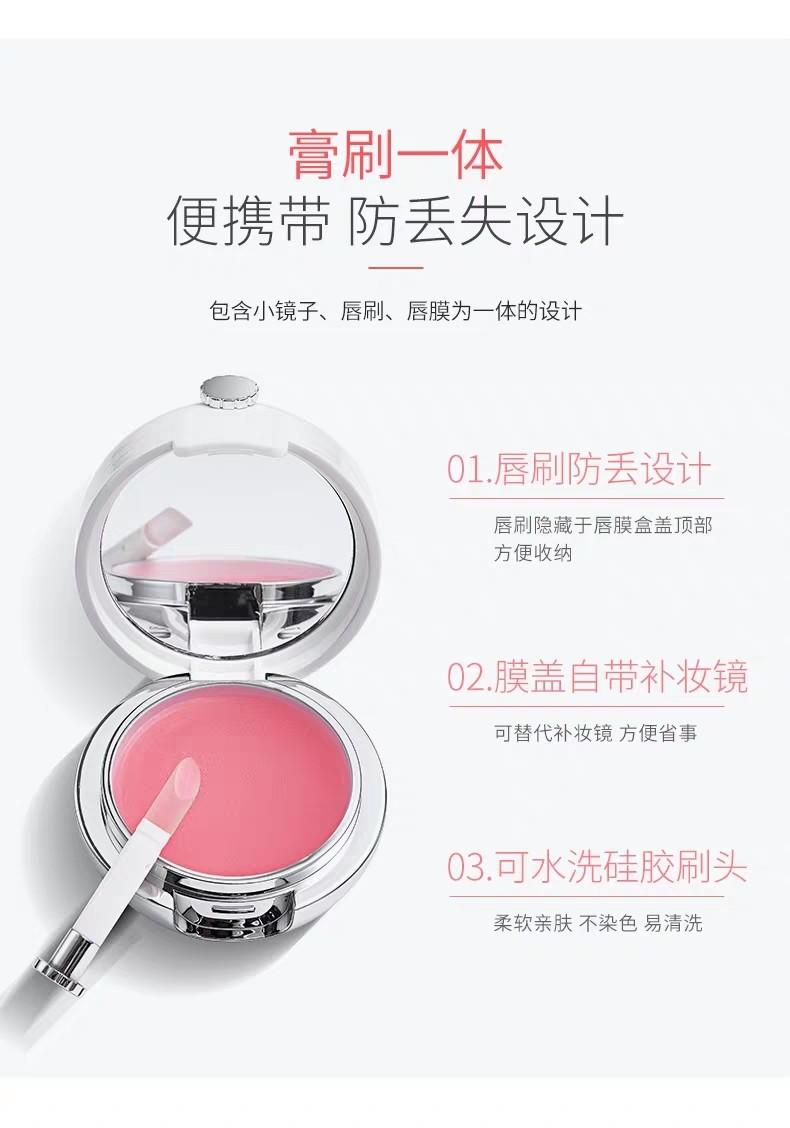 膏刷一体
便携带 防丢失设计
包含小镜子、唇刷、唇膜为一体的设计
01.唇刷防丢设计
唇刷隐藏于唇膜盒盖顶部
方便收纳
02.膜盖自带补妆镜
可替代补妆镜 方便省事
03.可水洗硅胶刷头
柔软亲肤 不染色 易清洗